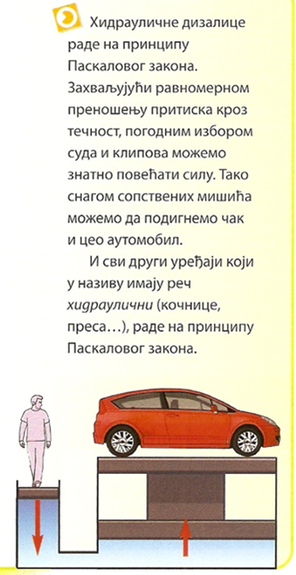 Хидрауличне дизалице
раде на принципу
Паскаловог закона.
Захваљујући равномерном
преношењу притиска кроз
течност, погодним избором
суда и клипова можемо
знатно повећати силу. Тако
снагом сопствених мишића
можемо да подигнемо чак
и цео аутомобил.
И сви други уређаји који
у називу имају реч
хидраулични (кочнице,
преса...), раде на принципу
Паскаловог закона.